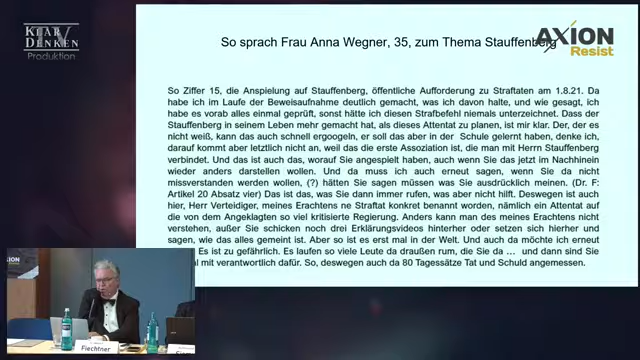 KLAR
DENKEN
TV
Produktion
AXION
Resist
So sprach Frau Anna Wegner, 35, zum Thema Stauffenberg
So Ziffer 15, die Anspielung auf Stauffenberg, öffentliche Aufforderung zu Straftaten am 1.8.21. Da
habe ich im Laufe der Beweisaufnahme deutlich gemacht, was ich davon halte, und wie gesagt, ich
habe es vorab alles einmal geprüft, sonst hätte ich diesen Strafbefehl niemals unterzeichnet. Dass der
Stauffenberg in seinem Leben mehr gemacht hat, als dieses Attentat zu planen, ist mir klar. Der, der es
nicht weiß, kann das auch schnell ergoogeln, er soll das aber in der Schule gelernt haben, denke ich,
darauf kommt aber letztlich nicht an, weil das die erste Assoziation ist, die man mit Herrn Stauffenberg
verbindet. Und das ist auch das, worauf Sie angespielt haben, auch wenn Sie das jetzt im Nachhinein
wieder anders darstellen wollen. Und da muss ich auch erneut sagen, wenn Sie da nicht
missverstanden werden wollen, (?) hätten Sie sagen müssen was Sie ausdrücklich meinen. (Dr. F:
Artikel 20 Absatz vier) Das ist das, was Sie dann immer rufen, was aber nicht hilft. Deswegen ist auch
hier, Herr Verteidiger, meines Erachtens ne Straftat konkret benannt worden, nämlich ein Attentat auf
die von dem Angeklagten so viel kritisierte Regierung. Anders kann man des meines Erachtens nicht
verstehen, außer Sie schicken noch drei Erklärungsvideos hinterher oder setzen sich hierher und
sagen, wie das alles gemeint ist. Aber so ist es erst mal in der Welt. Und auch da möchte ich erneut
Es ist zu gefährlich. Es laufen so viele Leute da draußen rum, die Sie da ... und dann sind Sie
mit verantwortlich dafür. So, deswegen auch da 80 Tagessätze Tat und Schuld angemessen.
AXION
Resist
Fiechtner